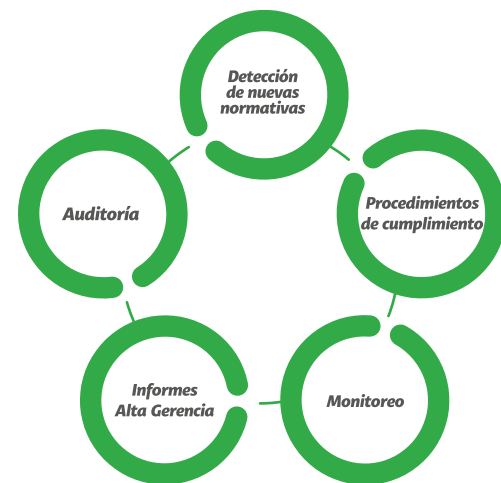 Detección
de nuevas
normativas
Procedimientos
de cumplimiento
Monitoreo
Informes
Alta Gerencia
Auditoría